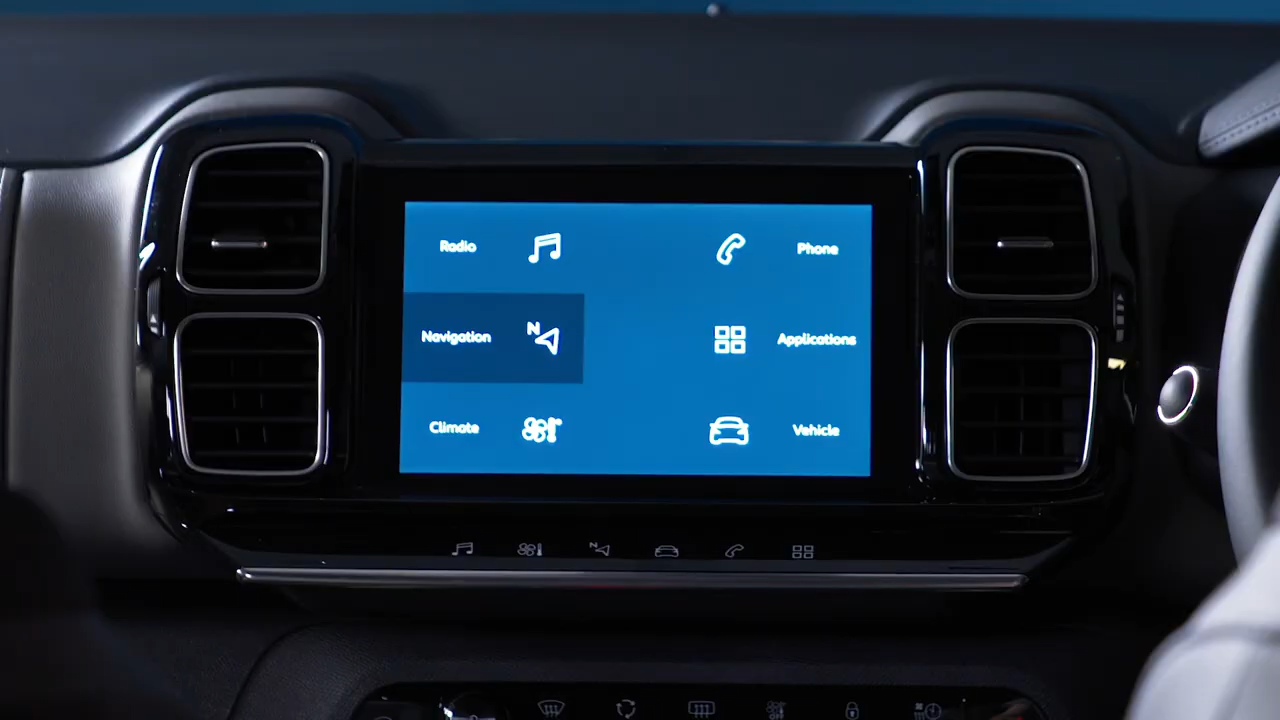 Radio
Phone
Navigation
N
Applications
Climate
Vehicle
N